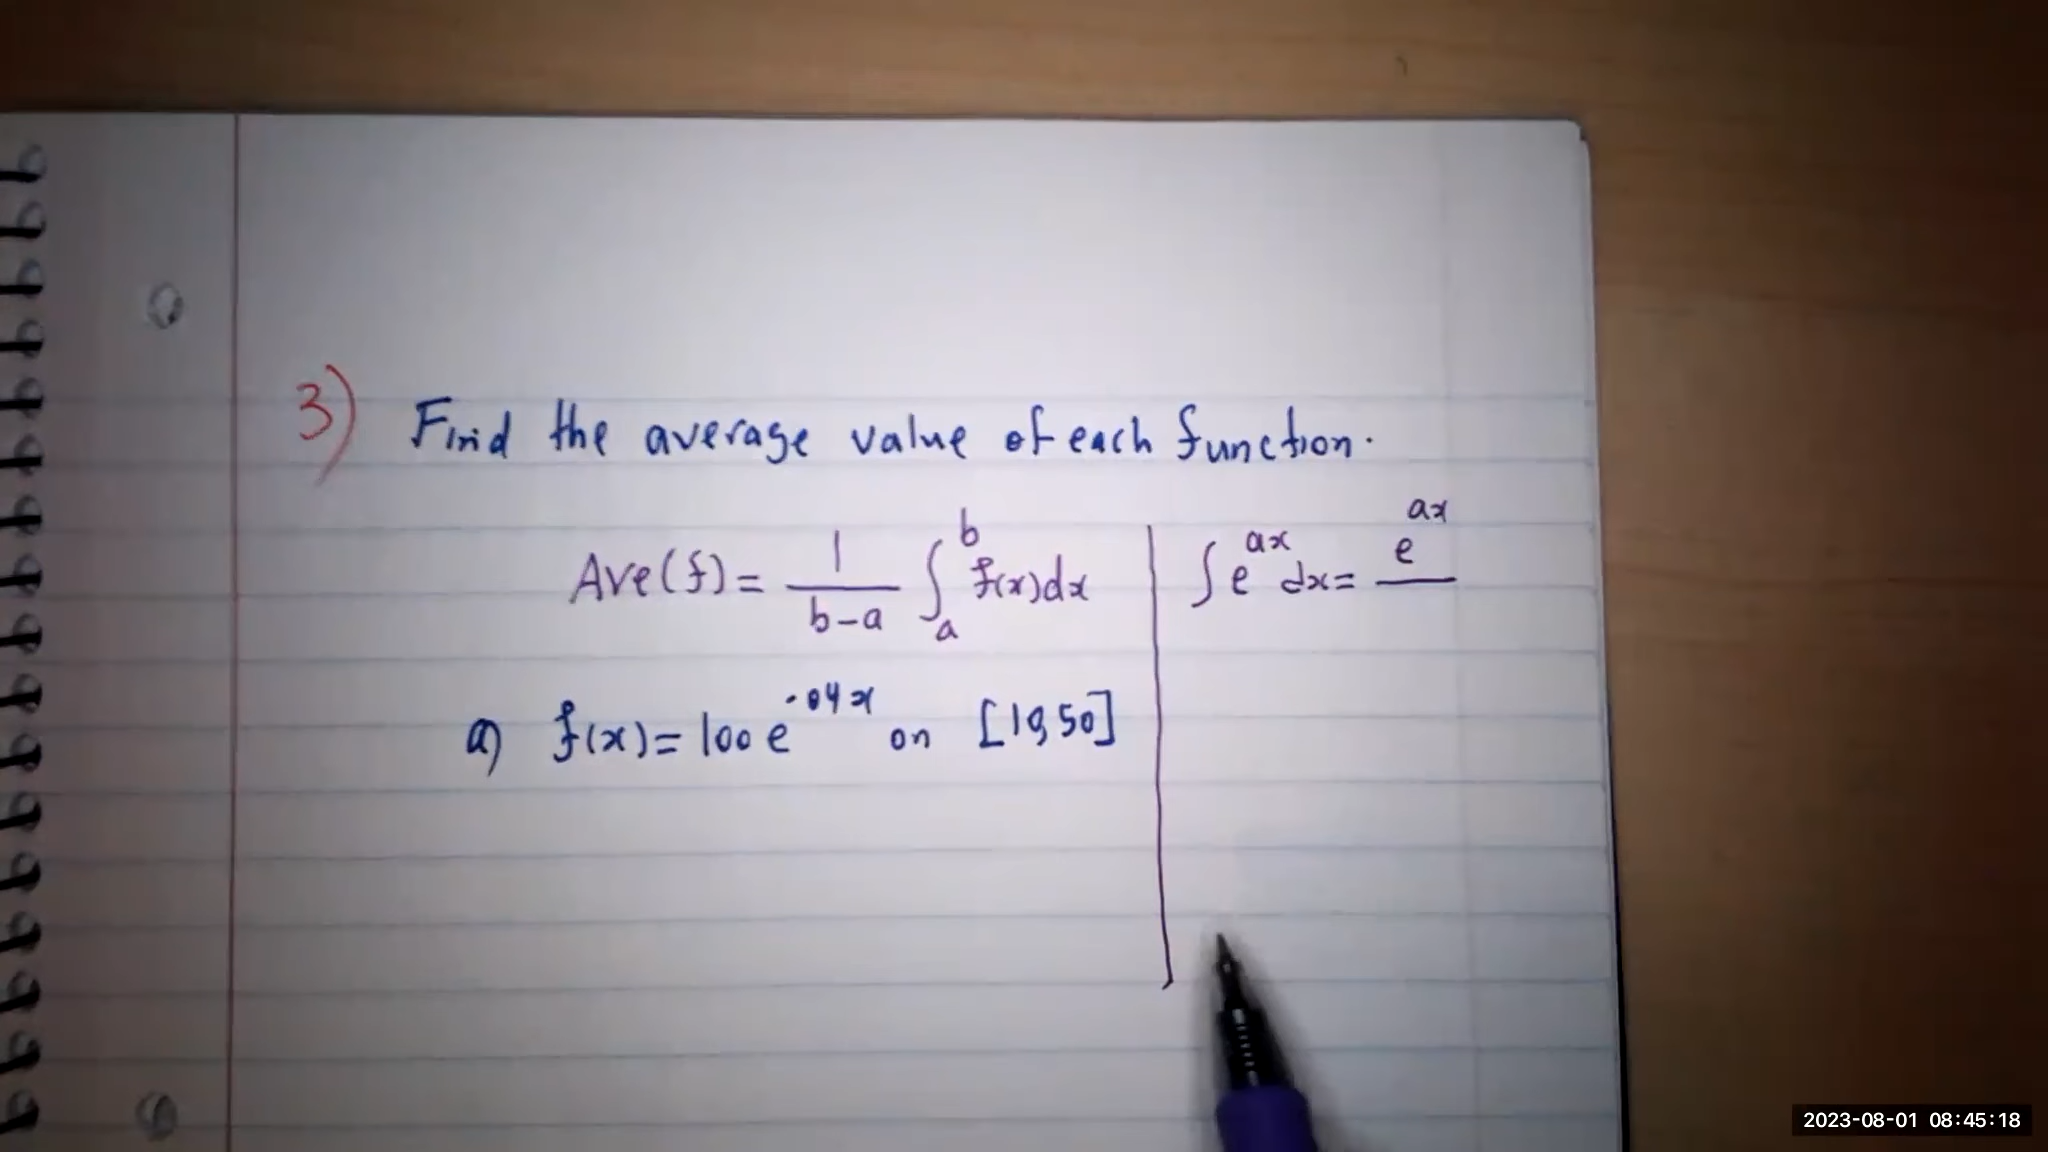 3) Find the average value of each function.
Ave(f) = 1/(b-a) ∫_a^b f(x)dx | ∫e^{ax}dx = e^{ax}/
a) f(x) = 100e^{.04x} on [10,50]
2023-08-01 08:45:18